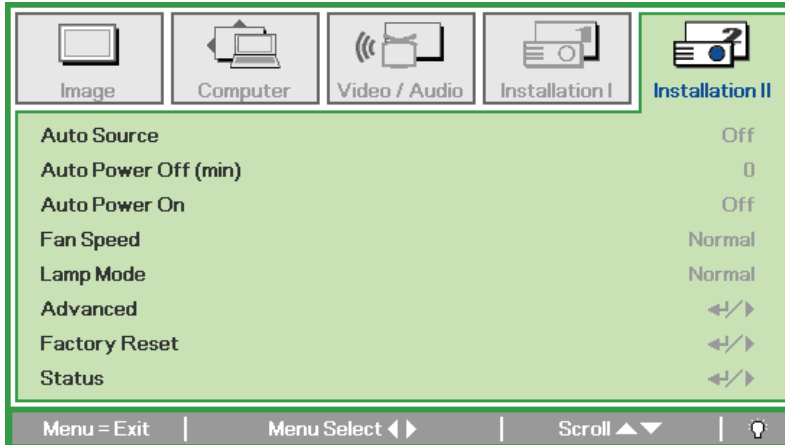 Image Computer Video / Audio Installation I Installation II
Auto Source Off
Auto Power Off (min) 0
Auto Power On Off
Fan Speed Normal
Lamp Mode Normal
Advanced
Factory Reset
Status
Menu = Exit Menu Select Scroll